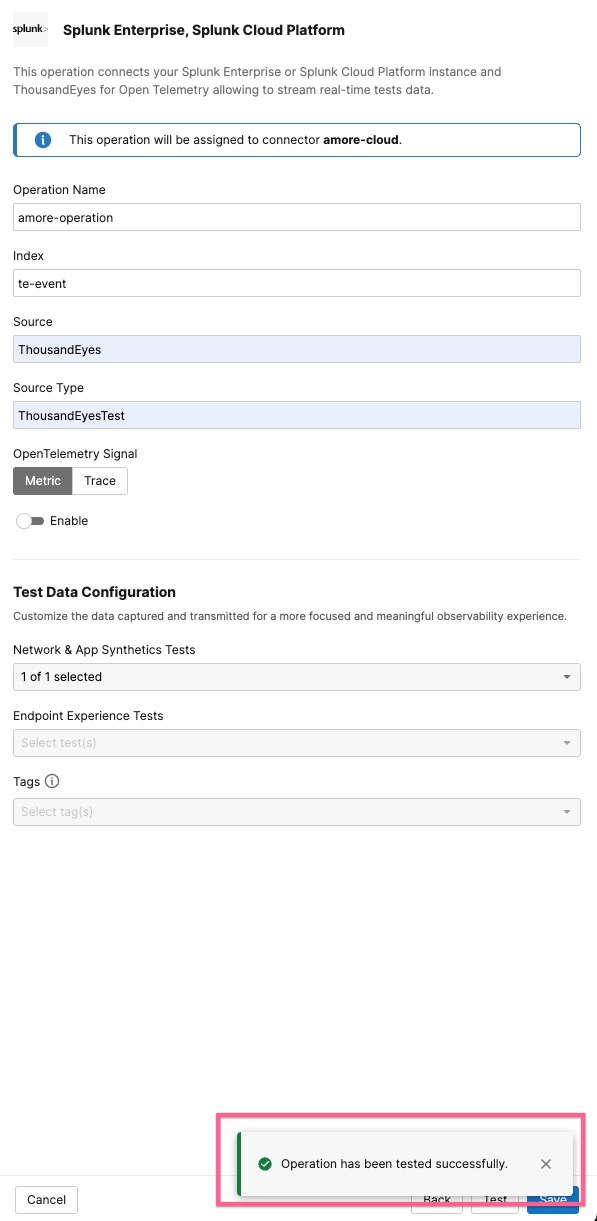 splunk>
Splunk Enterprise, Splunk Cloud Platform
This operation connects your Splunk Enterprise or Splunk Cloud Platform instance and
ThousandEyes for Open Telemetry allowing to stream real-time tests data.
This operation will be assigned to connector amore-cloud.
Operation Name
amore-operation
Index
te-event
Source
ThousandEyes
Source Type
ThousandEyesTest
OpenTelemetry Signal
Metric Trace
Enable
Test Data Configuration
Customize the data captured and transmitted for a more focused and meaningful observability experience.
Network & App Synthetics Tests
1 of 1 selected
Endpoint Experience Tests
Select test(s)
Tags
Select tag(s)
Operation has been tested successfully.
Cancel Back Test Save